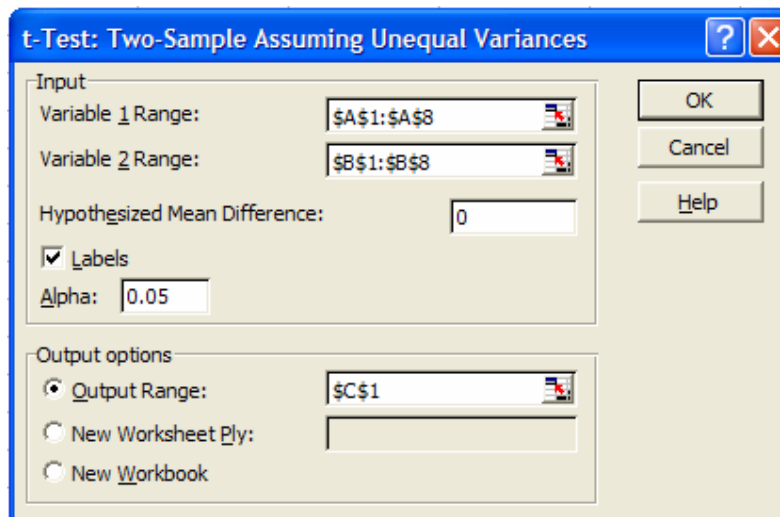 t-Test: Two-Sample Assuming Unequal Variances
Input
Variable 1 Range: $A$1:$A$8
Variable 2 Range: $B$1:$B$8
Hypothesized Mean Difference: 0
Labels
Alpha: 0.05
OK
Cancel
Help
Output options
Output Range: $C$1
New Worksheet Ply:
New Workbook